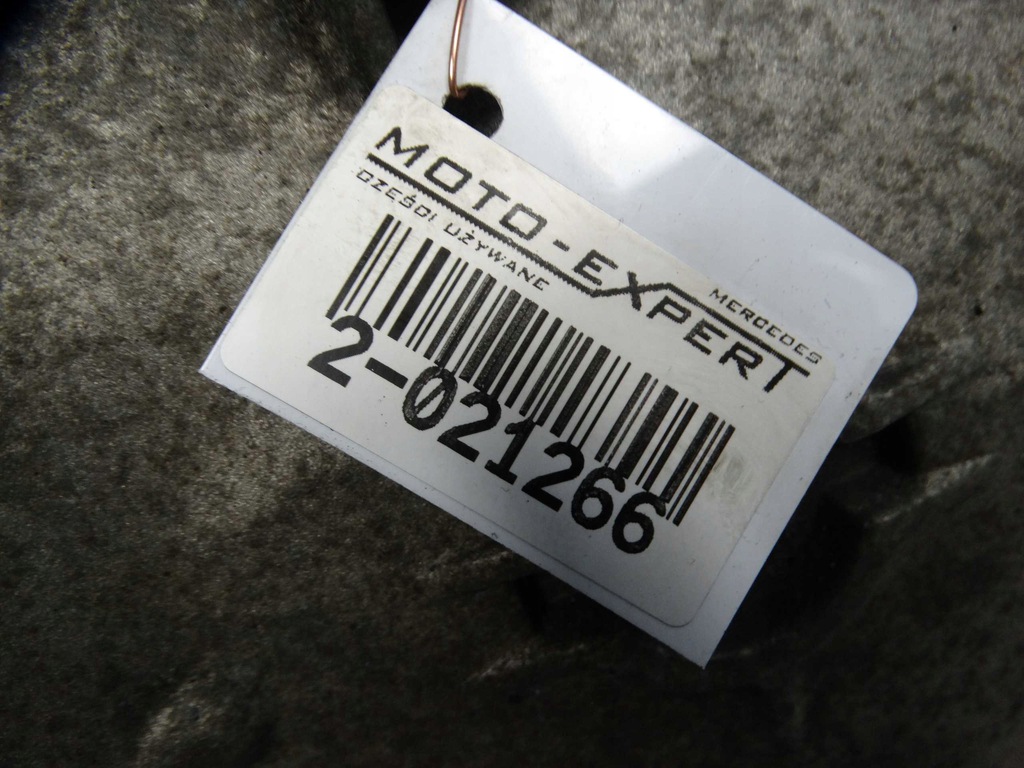 MOTO-EXPERT
CZĘŚCI UŻYWANE
MERCEDES
2-021266